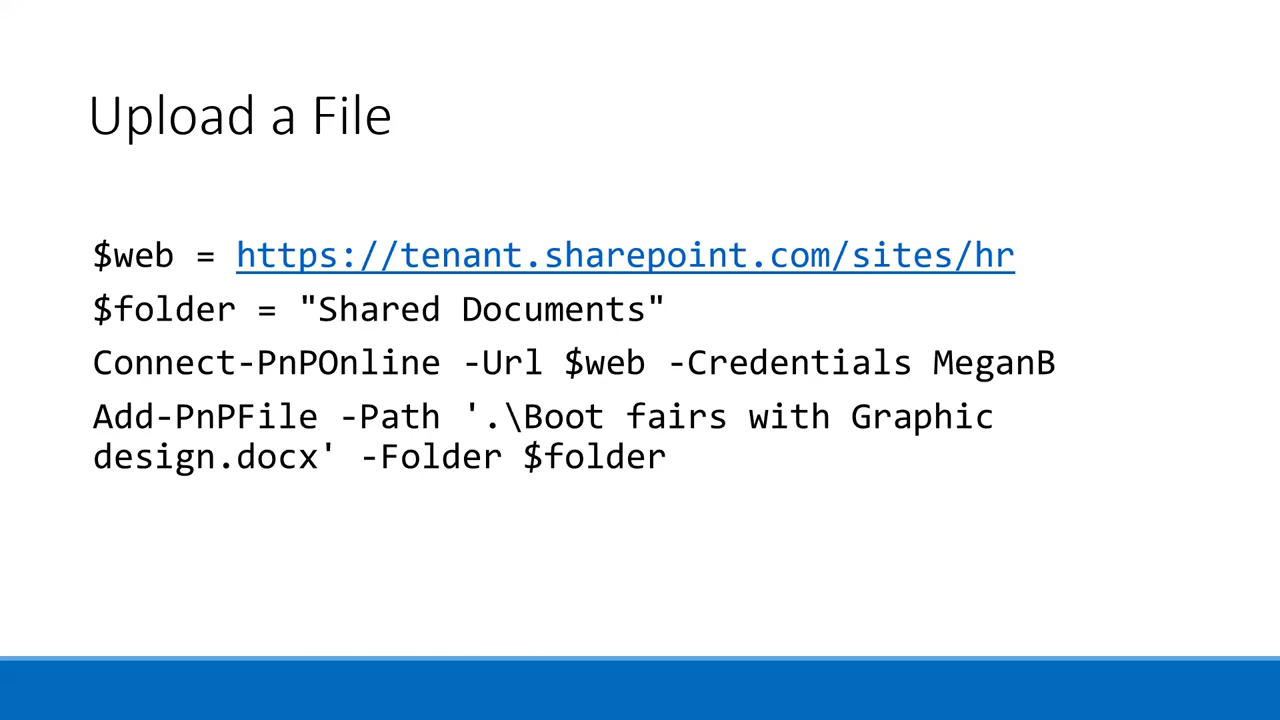 Upload a File
$web = https://tenant.sharepoint.com/sites/hr
$folder = "Shared Documents"
Connect-PnPOnline -Url $web -Credentials MeganB
Add-PnPFile -Path '.\Boot fairs with Graphic
design.docx' -Folder $folder